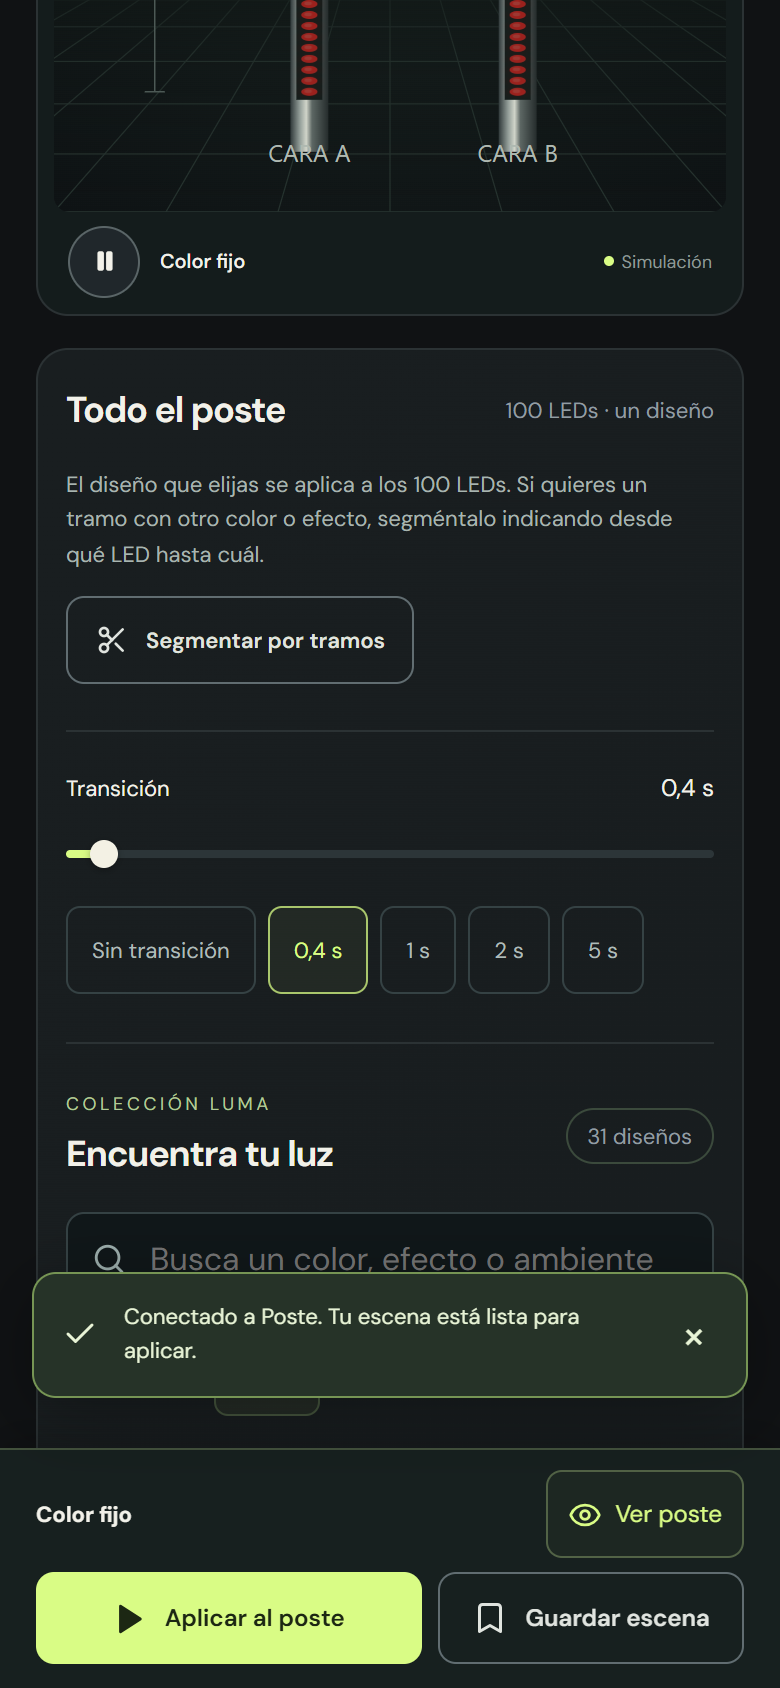 CARA A
CARA B
Color fijo
Simulación
Todo el poste
100 LEDs · un diseño
El diseño que elijas se aplica a los 100 LEDs. Si quieres un
tramo con otro color o efecto, segméntalo indicando desde
qué LED hasta cuál.
Segmentar por tramos
Transición
0,4 s
Sin transición
0,4 s
1 s
2 s
5 s
COLECCIÓN LUMA
Encuentra tu luz
31 diseños
Busca un color, efecto o ambiente
Conectado a Poste. Tu escena está lista para
aplicar.
Color fijo
Ver poste
Aplicar al poste
Guardar escena